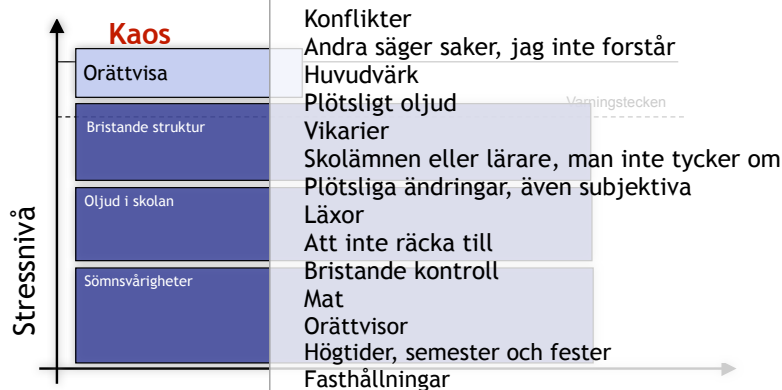 Kaos
Orättvisa
Bristande struktur
Oljud i skolan
Sömnsvårigheter
Stressnivå
Varningstecken
Konflikter
Andra säger saker, jag inte forstår
Huvudvärk
Plötsligt oljud
Vikarier
Skolämnen eller lärare, man inte tycker om
Plötsliga ändringar, även subjektiva
Läxor
Att inte räcka till
Bristande kontroll
Mat
Orättvisor
Högtider, semester och fester
Fasthållningar